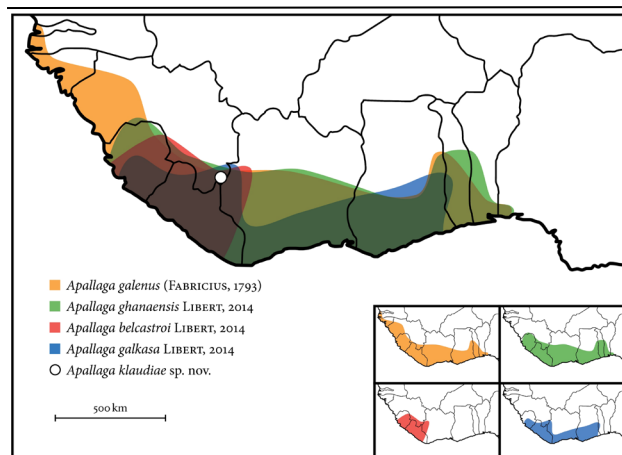 Apallaga galenus (FABRICIUS, 1793)
Apallaga ghanaensis LIBERT, 2014
Apallaga belcastroi LIBERT, 2014
Apallaga galkasa LIBERT, 2014
Apallaga klaudiae sp. nov.
500 km